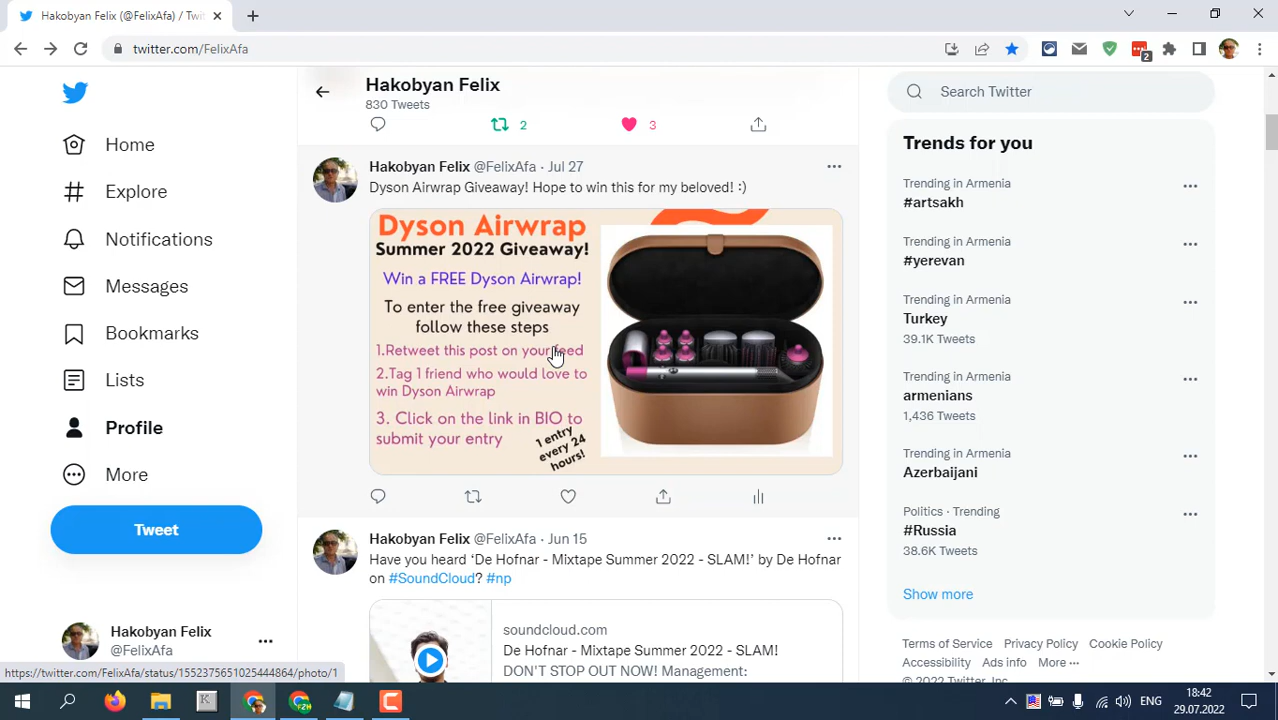 Hakobyan Felix (@FelixAfa) / Twi
twitter.com/FelixAfa
2
Home
Explore
Notifications
Messages
Bookmarks
Lists
Profile
More
Tweet
Hakobyan Felix
@FelixAfa
Hakobyan Felix
830 Tweets
2
3
Hakobyan Felix @FelixAfa · Jul 27
Dyson Airwrap Giveaway! Hope to win this for my beloved! :)
Dyson Airwrap
Summer 2022 Giveaway!
Win a FREE Dyson Airwrap!
To enter the free giveaway
follow these steps
1.Retweet this post on your feed
2.Tag 1 friend who would love to
win Dyson Airwrap
3. Click on the link in BIO to
submit your entry
1 entry
every 24
hours!
Hakobyan Felix @FelixAfa · Jun 15
Have you heard ‘De Hofnar - Mixtape Summer 2022 - SLAM!’ by De Hofnar
on #SoundCloud? #np
soundcloud.com
De Hofnar - Mixtape Summer 2022 - SLAM!
DON'T STOP OUT NOW! Management:
Search Twitter
Trends for you
Trending in Armenia
#artsakh
Trending in Armenia
#yerevan
Trending in Armenia
Turkey
39.1K Tweets
Trending in Armenia
armenians
1,436 Tweets
Trending in Armenia
Azerbaijani
Politics · Trending
#Russia
38.6K Tweets
Show more
Terms of Service Privacy Policy Cookie Policy
Accessibility Ads info More ···
© 2022 Twitter, Inc.
https://twitter.com/FelixAfa/status/1552375651025444864/photo/1
K
ENG
18:42
29.07.2022